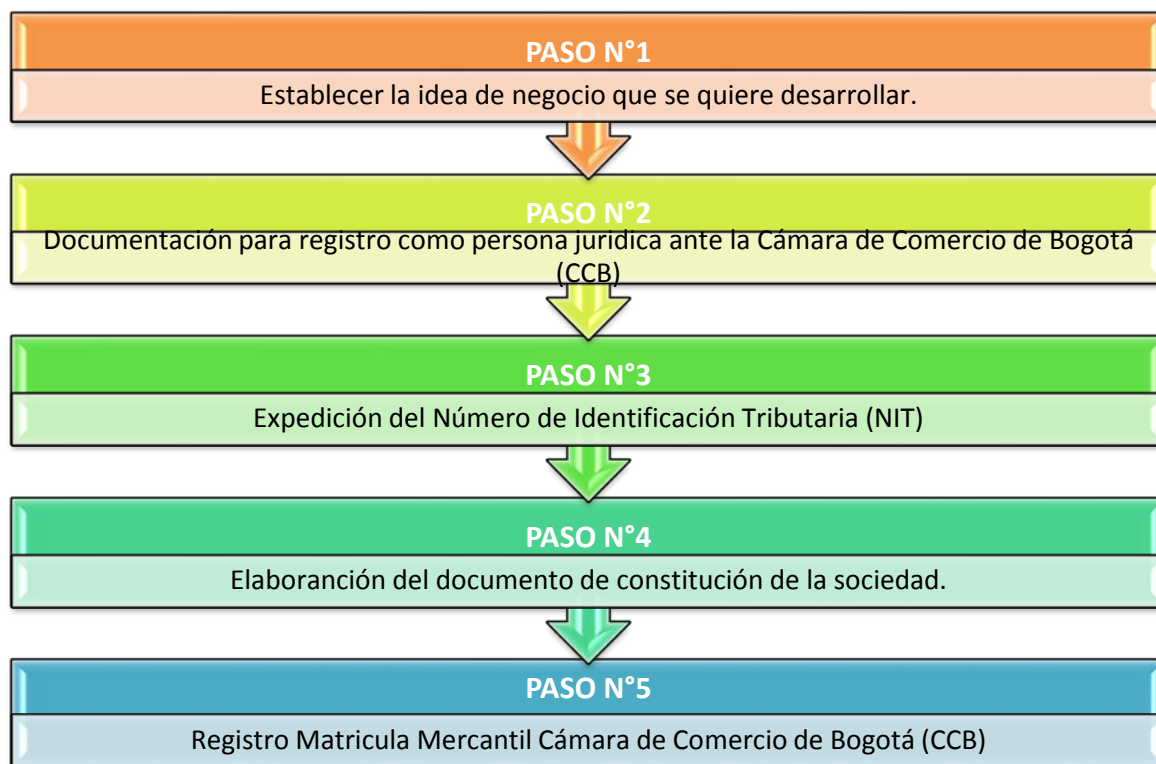 PASO N°1
Establecer la idea de negocio que se quiere desarrollar.
PASO N°2
Documentación para registro como persona juridica ante la Cámara de Comercio de Bogotá
(CCB)
PASO N°3
Expedición del Número de Identificación Tributaria (NIT)
PASO N°4
Elaboranción del documento de constitución de la sociedad.
PASO N°5
Registro Matricula Mercantil Cámara de Comercio de Bogotá (CCB)